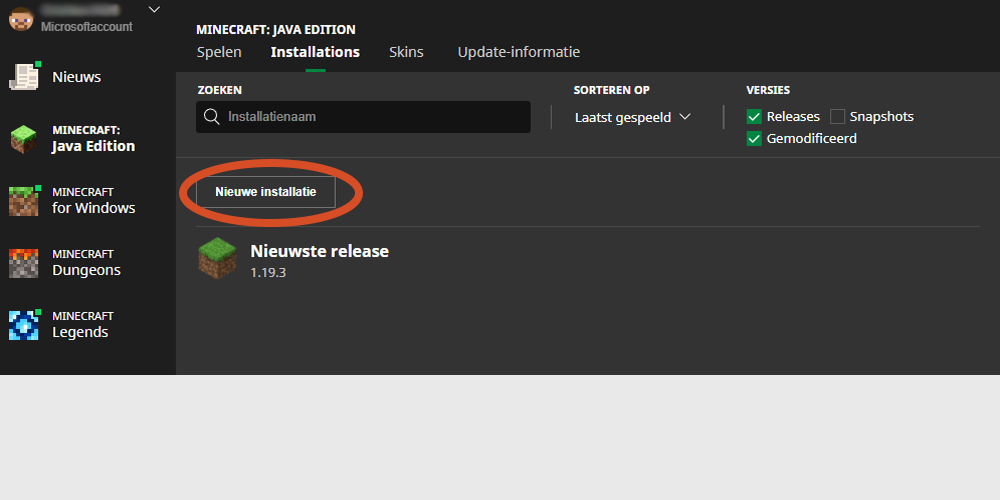 Microsoftaccount
Nieuws
MINECRAFT:
Java Edition
MINECRAFT
for Windows
MINECRAFT
Dungeons
MINECRAFT
Legends
MINECRAFT: JAVA EDITION
Spelen Installations Skins Update-informatie
ZOEKEN
Installatienaam
SORTEREN OP
Laatst gespeeld
VERSIES
Releases Snapshots
Gemodificeerd
Nieuwe installatie
Nieuwste release
1.19.3